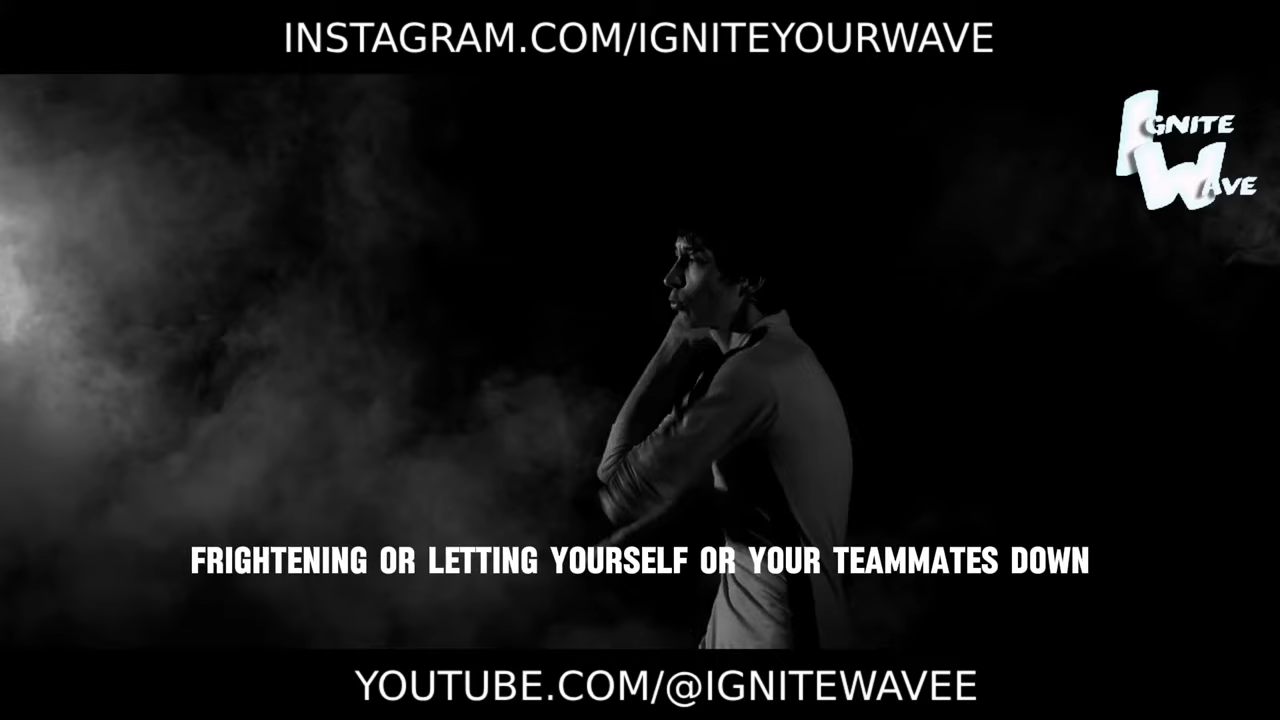 INSTAGRAM.COM/IGNITEYOURWAVE
IGNITE
WAVE
FRIGHTENING OR LETTING YOURSELF OR YOUR TEAMMATES DOWN
YOUTUBE.COM/@IGNITEWAVEE